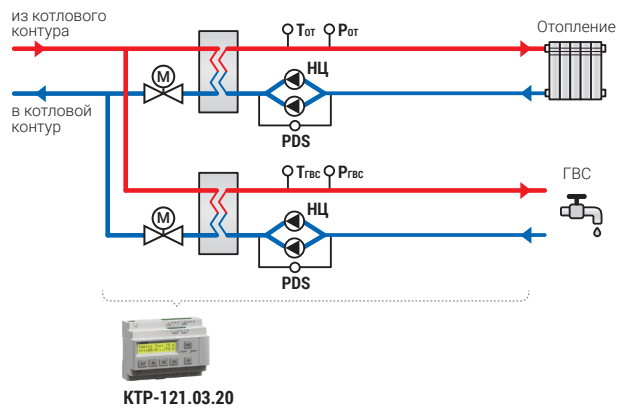 из котлового
контура
Tот Pот
Отопление
М
НЦ
в котловой
контур
PDS
Tгвс Pгвс
ГВС
М
НЦ
PDS
КТР-121.03.20